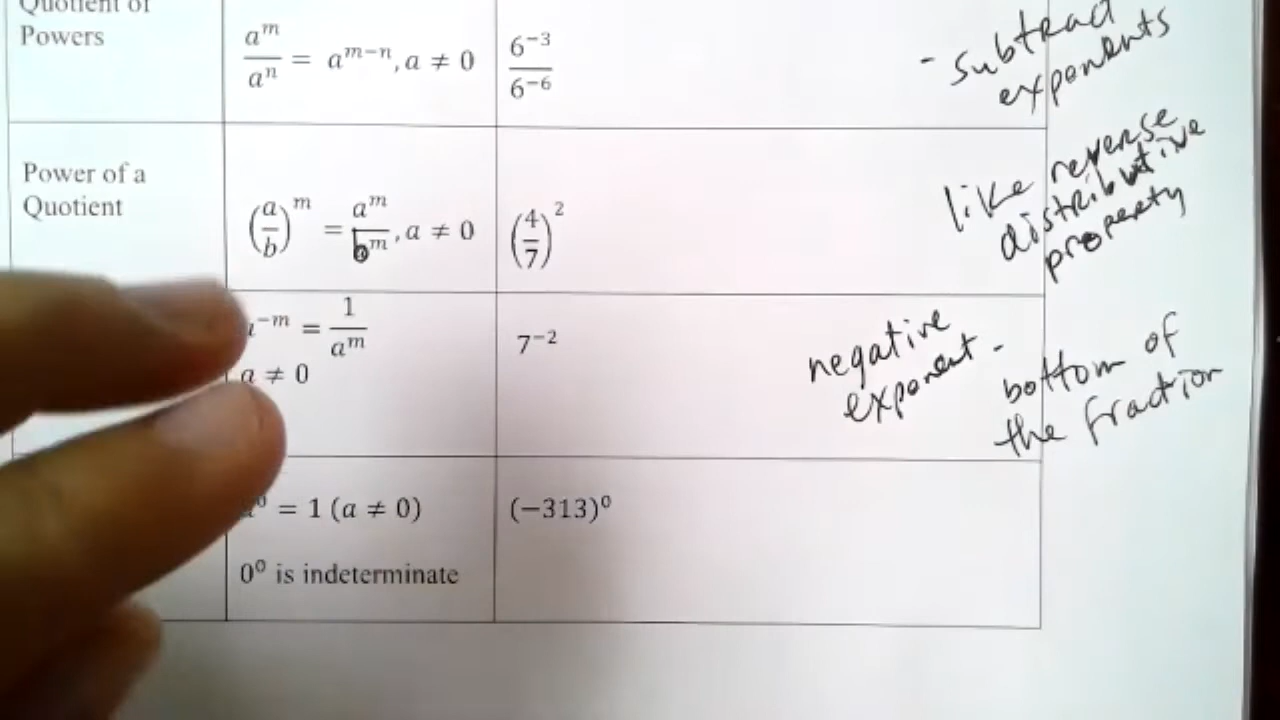 Quotient of
Powers
a^m/a^n = a^{m−n}, a ≠ 0
6^{−3}/6^{−6}
- subtract
exponents
Power of a
Quotient
(a/b)^m = a^m/b^m, a ≠ 0
(4/7)^2
like reverse
distributive
property
a^{−m} = 1/a^m
a ≠ 0
7^{−2}
negative
exponent -
bottom of
the fraction
a^0 = 1 (a ≠ 0)
0^0 is indeterminate
(−313)^0